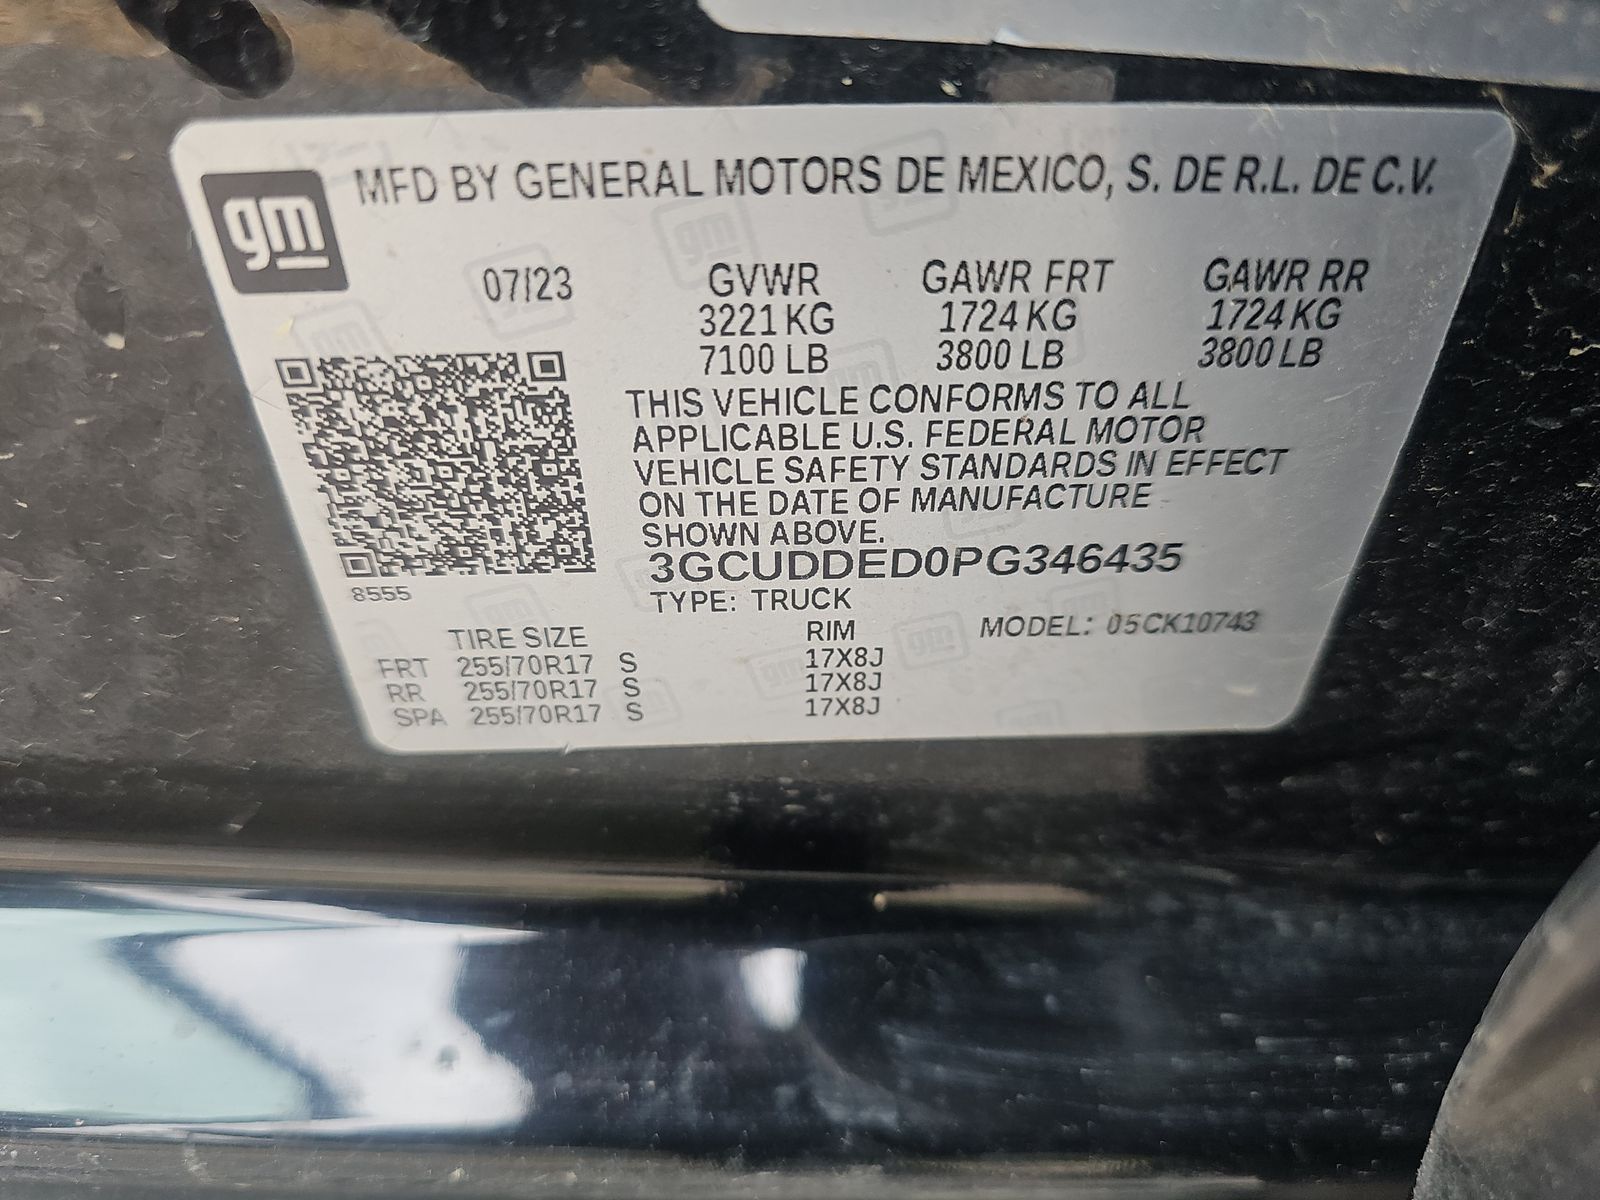 gm
MFD BY GENERAL MOTORS DE MEXICO, S. DE R.L. DE C.V.
07/23 GVWR GAWR FRT GAWR RR
3221 KG 1724 KG 1724 KG
7100 LB 3800 LB 3800 LB
THIS VEHICLE CONFORMS TO ALL
APPLICABLE U.S. FEDERAL MOTOR
VEHICLE SAFETY STANDARDS IN EFFECT
ON THE DATE OF MANUFACTURE
SHOWN ABOVE.
3GCUDDED0PG346435
8555
TYPE: TRUCK
TIRE SIZE RIM MODEL: 05CK10743
FRT 255/70R17 S 17X8J
RR 255/70R17 S 17X8J
SPA 255/70R17 S 17X8J